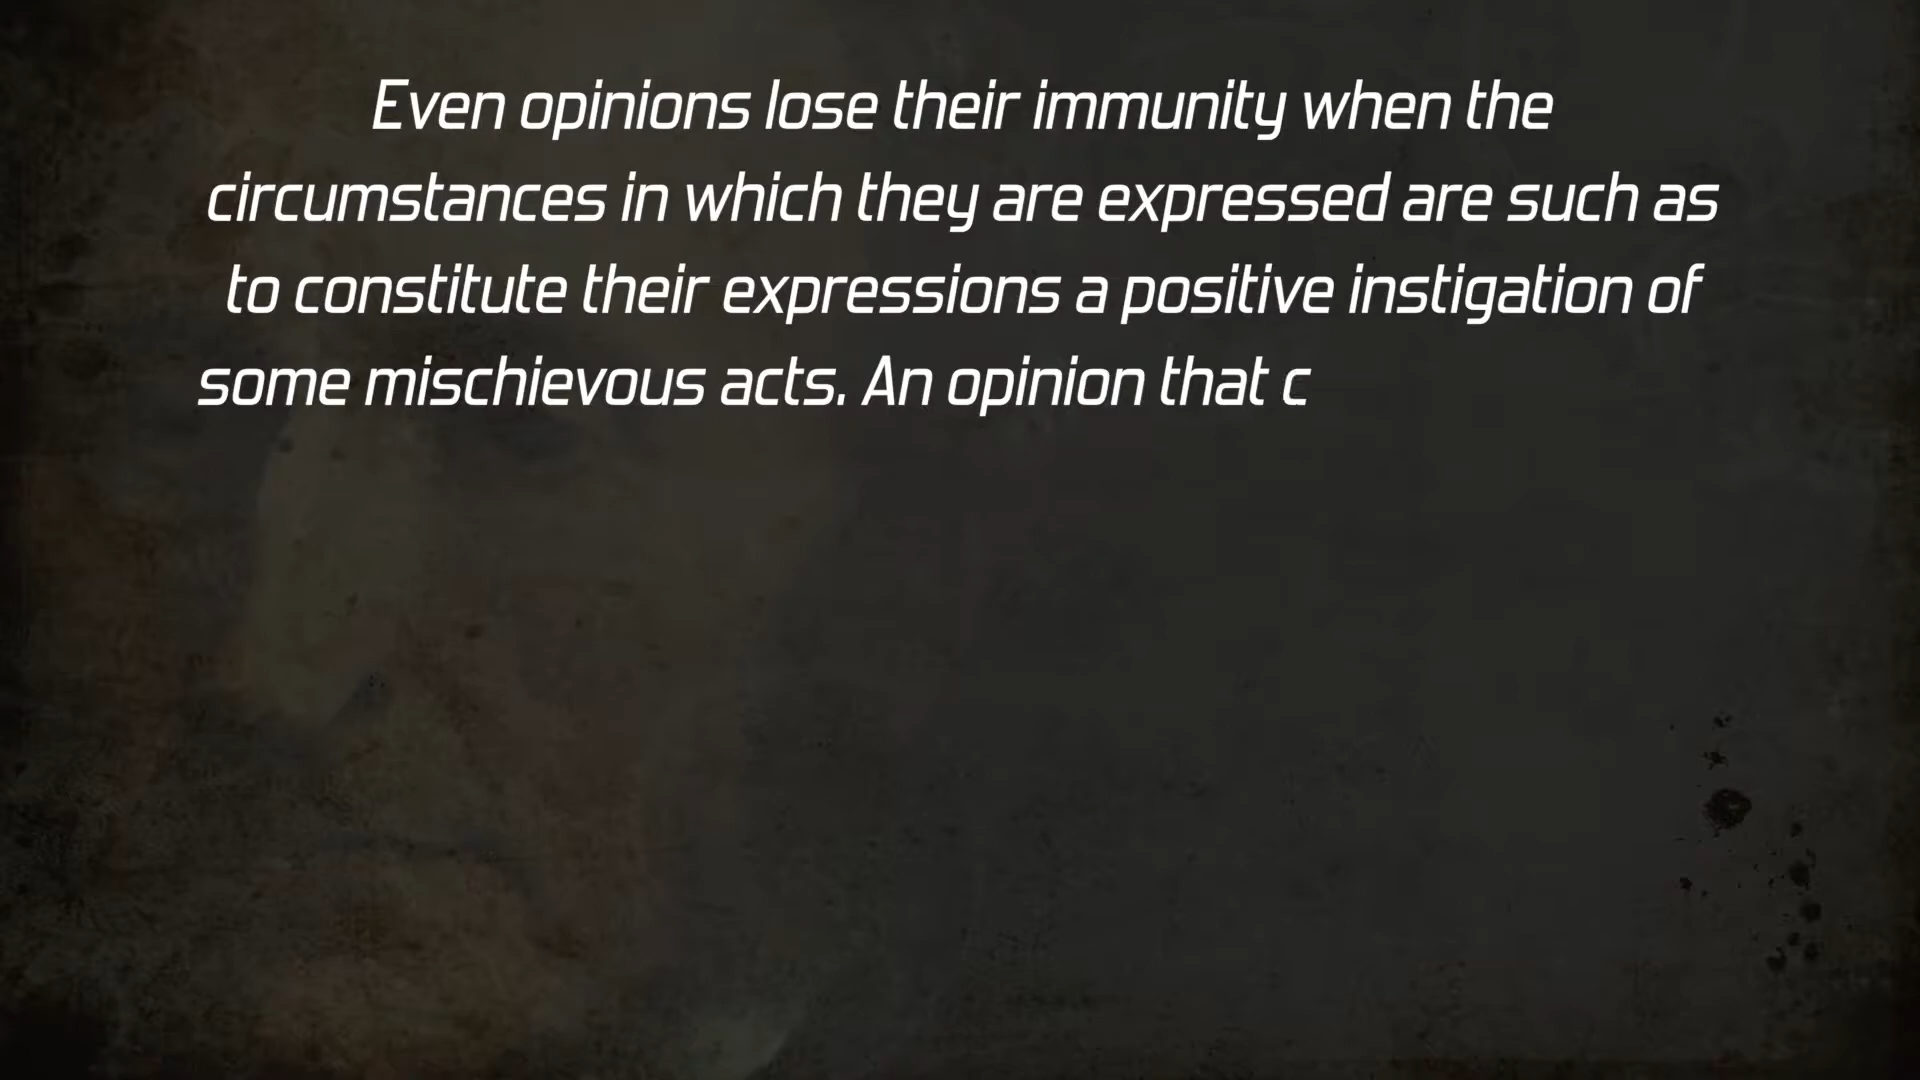 Even opinions lose their immunity when the
circumstances in which they are expressed are such as
to constitute their expressions a positive instigation of
some mischievous acts. An opinion that c